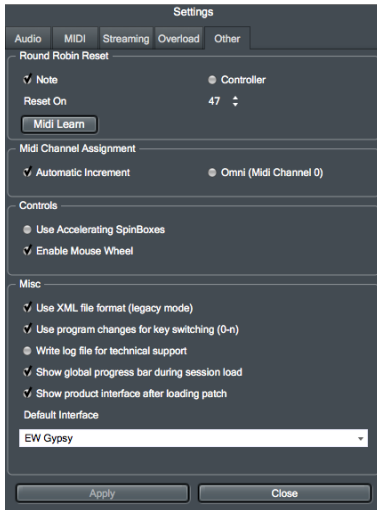 Settings
Audio MIDI Streaming Overload Other
Round Robin Reset
Note Controller
Reset On 47
Midi Learn
Midi Channel Assignment
Automatic Increment Omni (Midi Channel 0)
Controls
Use Accelerating SpinBoxes
Enable Mouse Wheel
Misc
Use XML file format (legacy mode)
Use program changes for key switching (0-n)
Write log file for technical support
Show global progress bar during session load
Show product interface after loading patch
Default Interface
EW Gypsy
Apply Close